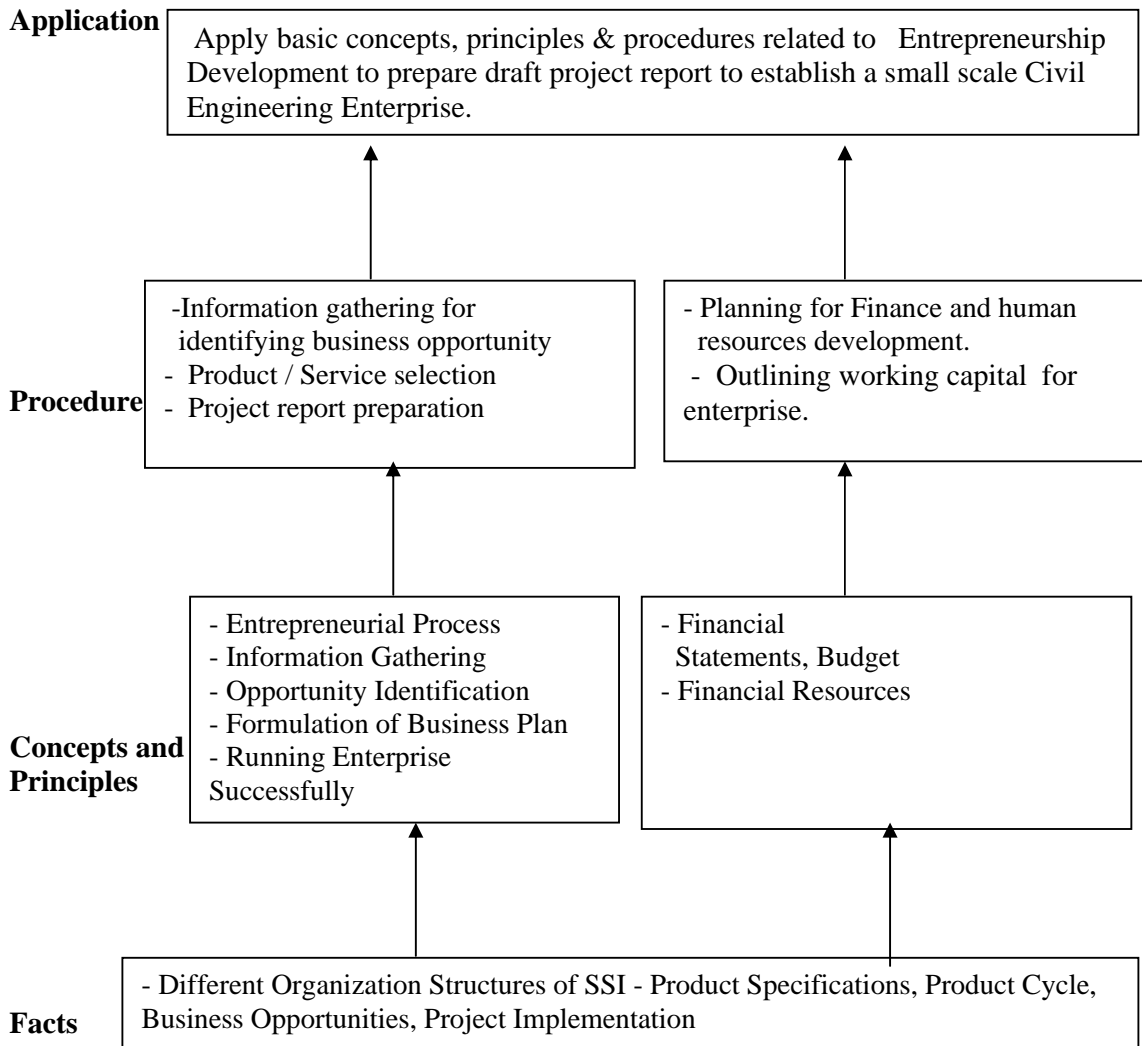 Application
Apply basic concepts, principles & procedures related to Entrepreneurship
Development to prepare draft project report to establish a small scale Civil
Engineering Enterprise.
Procedure
-Information gathering for
identifying business opportunity
- Product / Service selection
- Project report preparation
- Planning for Finance and human
resources development.
- Outlining working capital for
enterprise.
Concepts and
Principles
- Entrepreneurial Process
- Information Gathering
- Opportunity Identification
- Formulation of Business Plan
- Running Enterprise
Successfully
- Financial
Statements, Budget
- Financial Resources
Facts
- Different Organization Structures of SSI - Product Specifications, Product Cycle,
Business Opportunities, Project Implementation